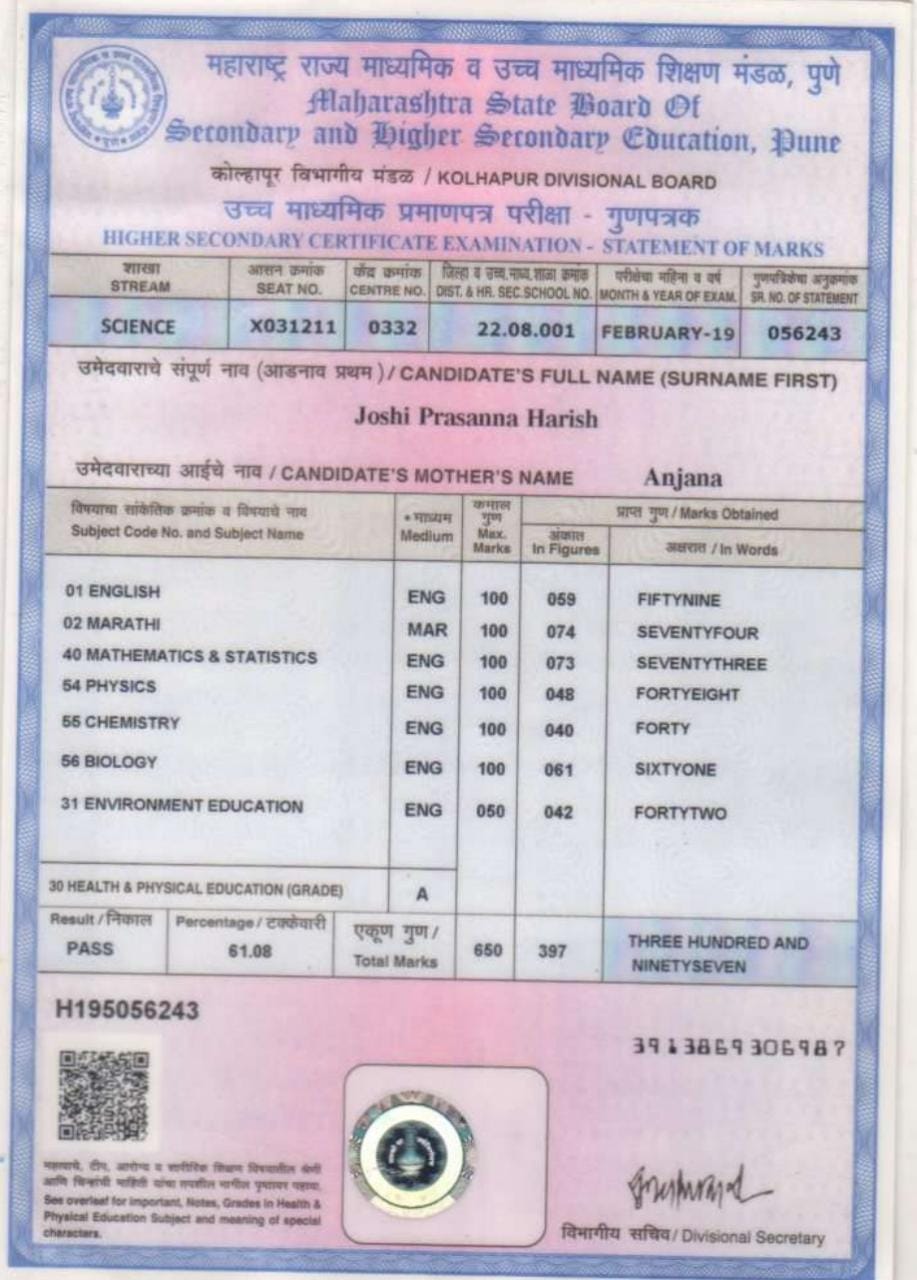 महाराष्ट्र राज्य माध्यमिक व उच्च माध्यमिक शिक्षण मंडळ, पुणे
Maharashtra State Board Of
Secondary and Higher Secondary Education, Pune
कोल्हापूर विभागीय मंडळ / KOLHAPUR DIVISIONAL BOARD
उच्च माध्यमिक प्रमाणपत्र परीक्षा - गुणपत्रक
HIGHER SECONDARY CERTIFICATE EXAMINATION - STATEMENT OF MARKS
शाखा आसन क्रमांक केंद्र क्रमांक जिल्हा व उच्च माध्य. शाळा क्रमांक परीक्षेचा महिना व वर्ष गुणपत्रिकेचा अनुक्रमांक
STREAM SEAT NO. CENTRE NO. DIST. & HR. SEC. SCHOOL NO. MONTH & YEAR OF EXAM. SR. NO. OF STATEMENT
SCIENCE X031211 0332 22.08.001 FEBRUARY-19 056243
उमेदवाराचे संपूर्ण नाव (आडनाव प्रथम) / CANDIDATE'S FULL NAME (SURNAME FIRST)
Joshi Prasanna Harish
उमेदवाराच्या आईचे नाव / CANDIDATE'S MOTHER'S NAME Anjana
विषयाचा सांकेतिक क्रमांक व विषयाचे नाव
Subject Code No. and Subject Name
• माध्यम
Medium
कमाल
गुण
Max.
Marks
प्राप्त गुण / Marks Obtained
अंकात
In Figures
अक्षरात / In Words
01 ENGLISH ENG 100 059 FIFTYNINE
02 MARATHI MAR 100 074 SEVENTYFOUR
40 MATHEMATICS & STATISTICS ENG 100 073 SEVENTYTHREE
54 PHYSICS ENG 100 048 FORTYEIGHT
55 CHEMISTRY ENG 100 040 FORTY
56 BIOLOGY ENG 100 061 SIXTYONE
31 ENVIRONMENT EDUCATION ENG 050 042 FORTYTWO
30 HEALTH & PHYSICAL EDUCATION (GRADE) A
Result / निकाल
PASS
Percentage / टक्केवारी
61.08
एकूण गुण /
Total Marks
650 397
THREE HUNDRED AND
NINETYSEVEN
H195056243
3913869306987
महत्वाचे, टीप, आरोग्य व शारीरिक शिक्षण विषयातील श्रेणी
आणि चिन्हांची माहिती यांचा तपशील मागील पृष्ठावर पहावा.
See overleaf for Important, Notes, Grades in Health &
Physical Education Subject and meaning of special
characters.
विभागीय सचिव / Divisional Secretary